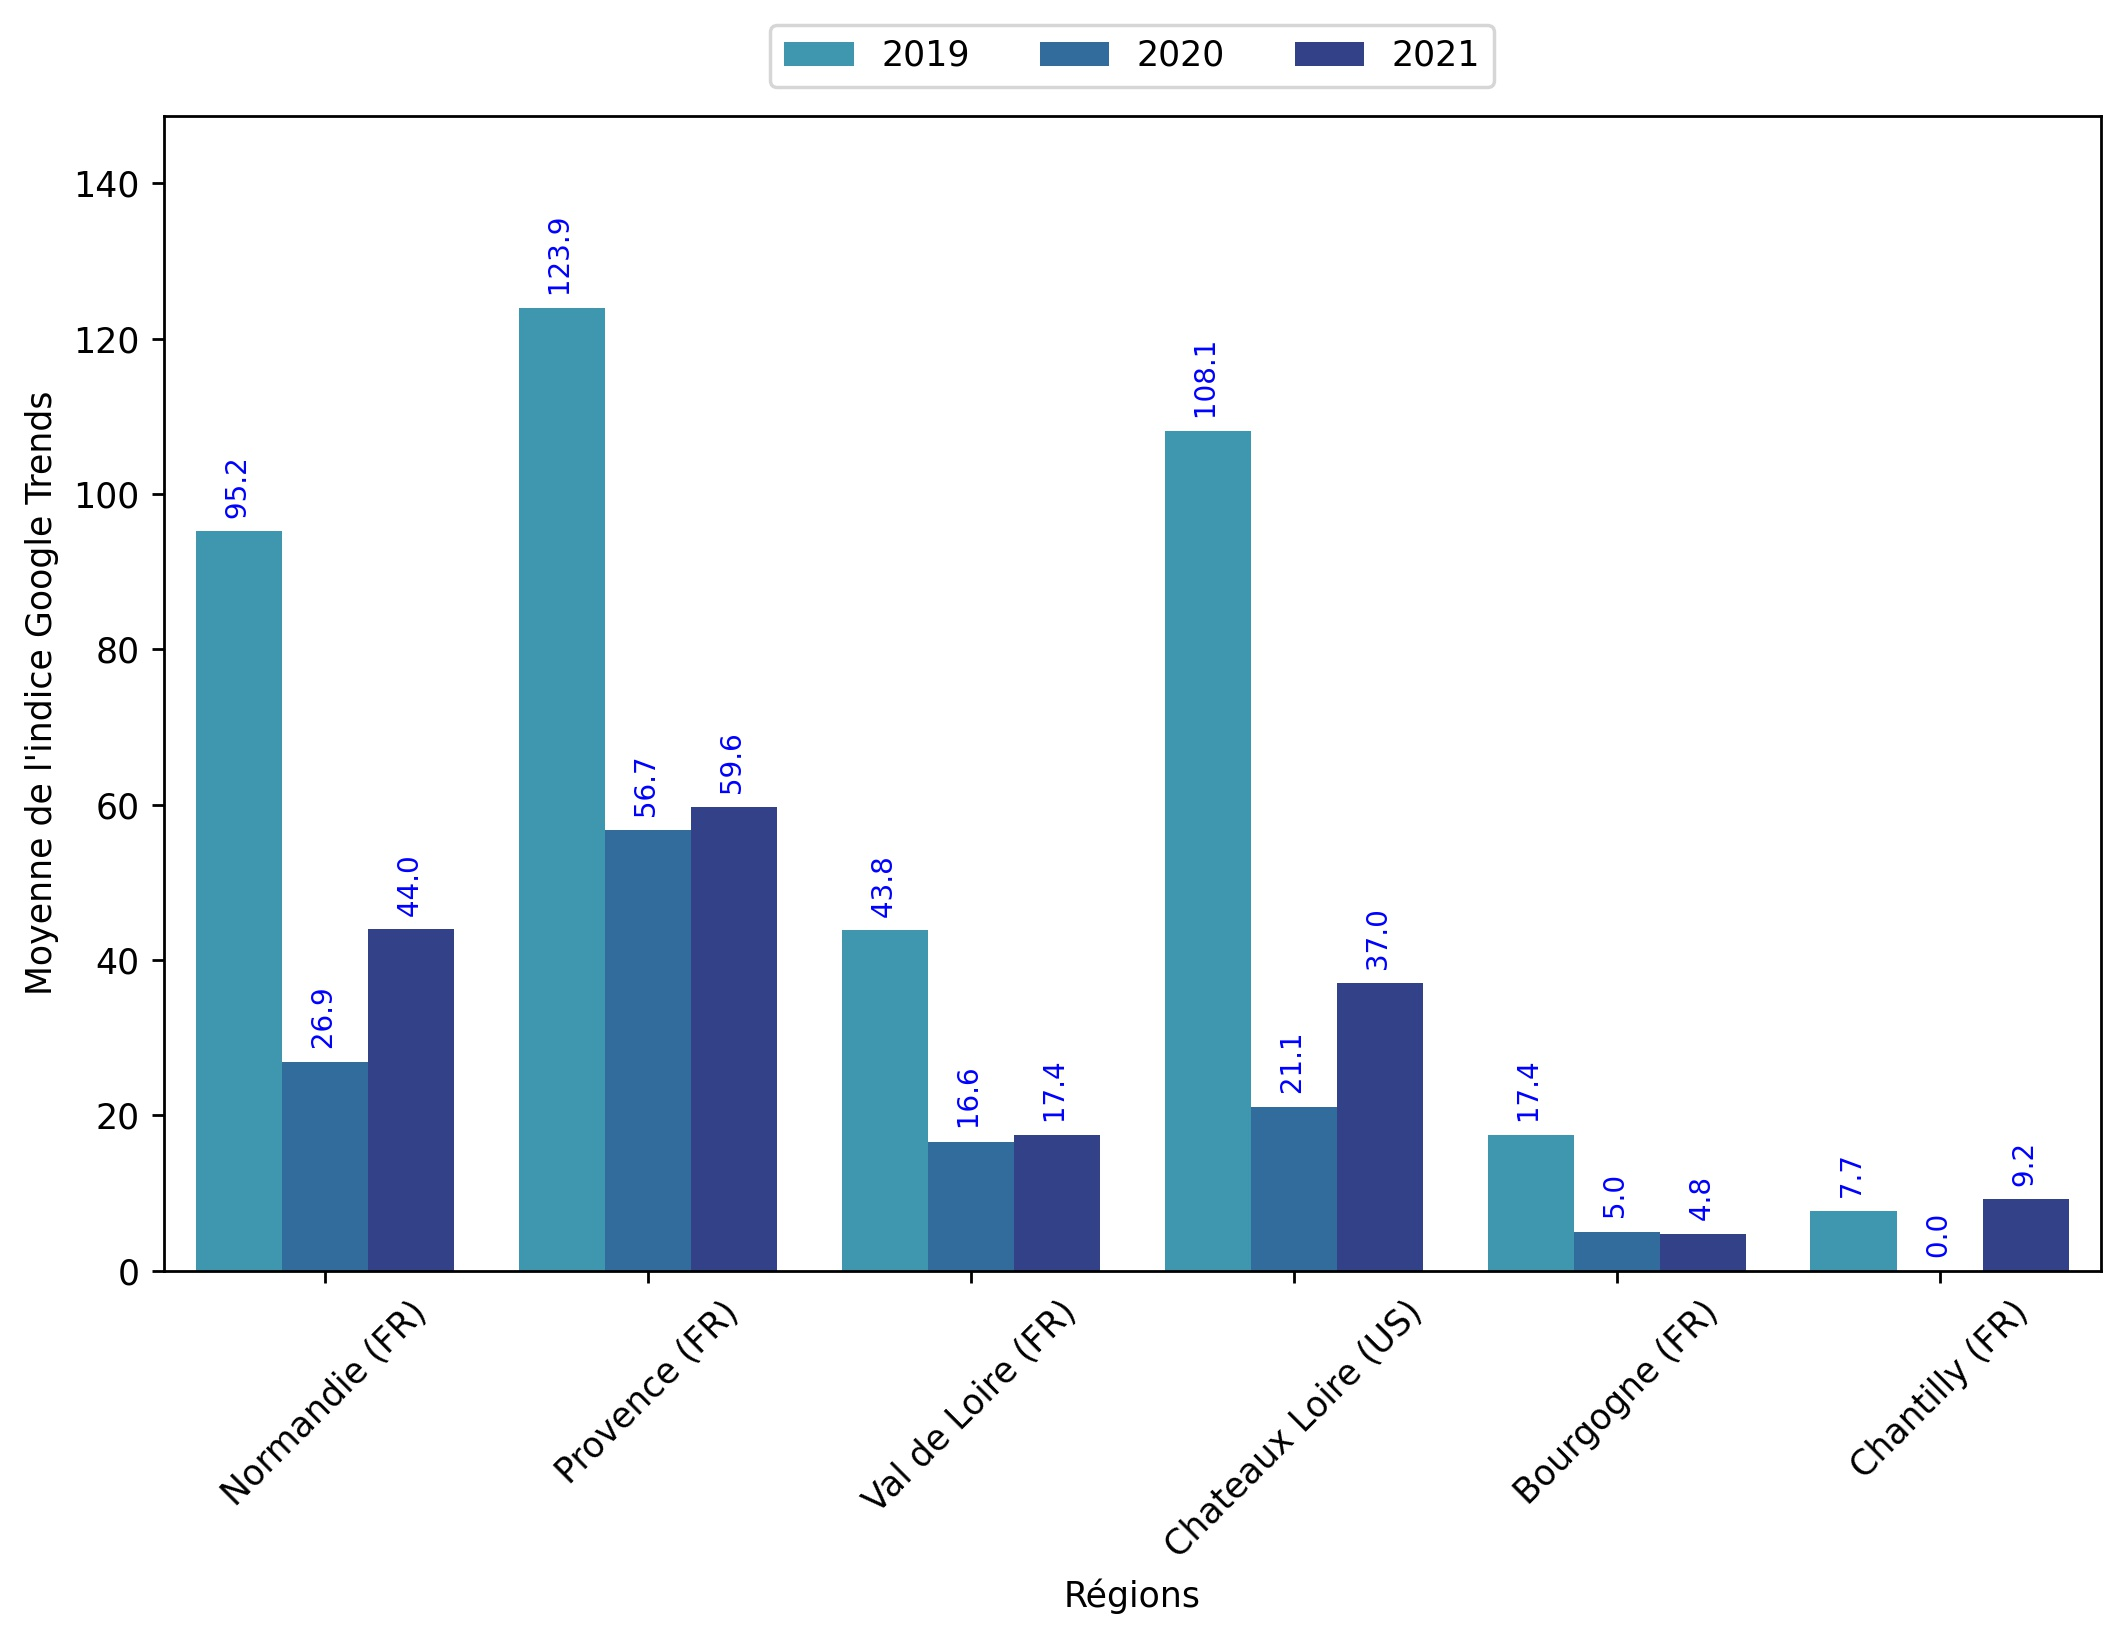 2019 2020 2021
140
120
100
80
60
40
20
0
Moyenne de l'indice Google Trends
95.2 26.9 44.0
123.9 56.7 59.6
43.8 16.6 17.4
108.1 21.1 37.0
17.4 5.0 4.8
7.7 0.0 9.2
Normandie (FR)
Provence (FR)
Val de Loire (FR)
Chateaux Loire (US)
Bourgogne (FR)
Chantilly (FR)
Régions